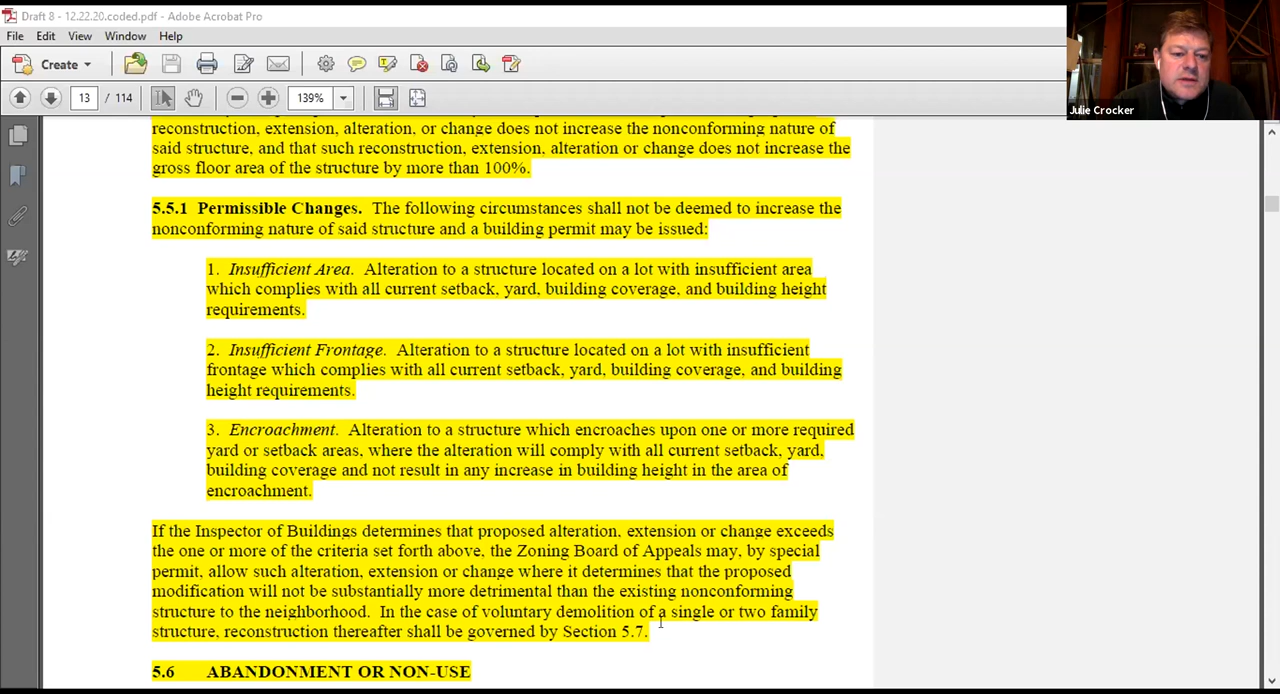 Draft 8 - 12.22.20.coded.pdf - Adobe Acrobat Pro
File Edit View Window Help
Create
13 / 114 139%
Julie Crocker
reconstruction, extension, alteration, or change does not increase the nonconforming nature of
said structure, and that such reconstruction, extension, alteration or change does not increase the
gross floor area of the structure by more than 100%.
5.5.1 Permissible Changes. The following circumstances shall not be deemed to increase the
nonconforming nature of said structure and a building permit may be issued:
1. Insufficient Area. Alteration to a structure located on a lot with insufficient area
which complies with all current setback, yard, building coverage, and building height
requirements.
2. Insufficient Frontage. Alteration to a structure located on a lot with insufficient
frontage which complies with all current setback, yard, building coverage, and building
height requirements.
3. Encroachment. Alteration to a structure which encroaches upon one or more required
yard or setback areas, where the alteration will comply with all current setback, yard,
building coverage and not result in any increase in building height in the area of
encroachment.
If the Inspector of Buildings determines that proposed alteration, extension or change exceeds
the one or more of the criteria set forth above, the Zoning Board of Appeals may, by special
permit, allow such alteration, extension or change where it determines that the proposed
modification will not be substantially more detrimental than the existing nonconforming
structure to the neighborhood. In the case of voluntary demolition of a single or two family
structure, reconstruction thereafter shall be governed by Section 5.7.
5.6 ABANDONMENT OR NON-USE